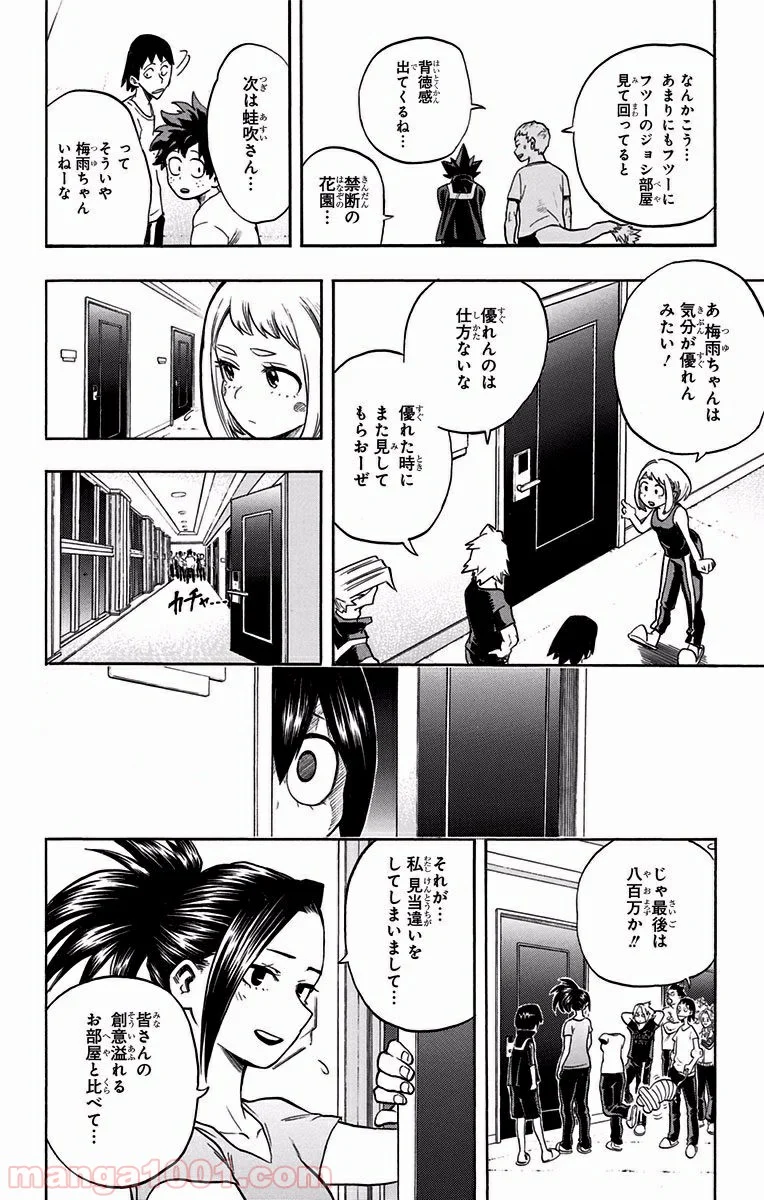 なんかこう…
あまりにもフツーに
フツーのジョシ部屋
見て回ってると
背徳感
出てくるね…
禁断の
花園…
次は蛙吹さん…
って
そういや
梅雨ちゃん
いねーな
あ 梅雨ちゃんは
気分が優れん
みたい！！
優れんのは
仕方ないな
優れた時に
また見して
もらおーぜ
カチャ……
じゃ最後は
八百万か！！
それが…
私 見当違いを
してしまいまして…
皆さんの
創意溢れる
お部屋と比べて…
manga1001.com